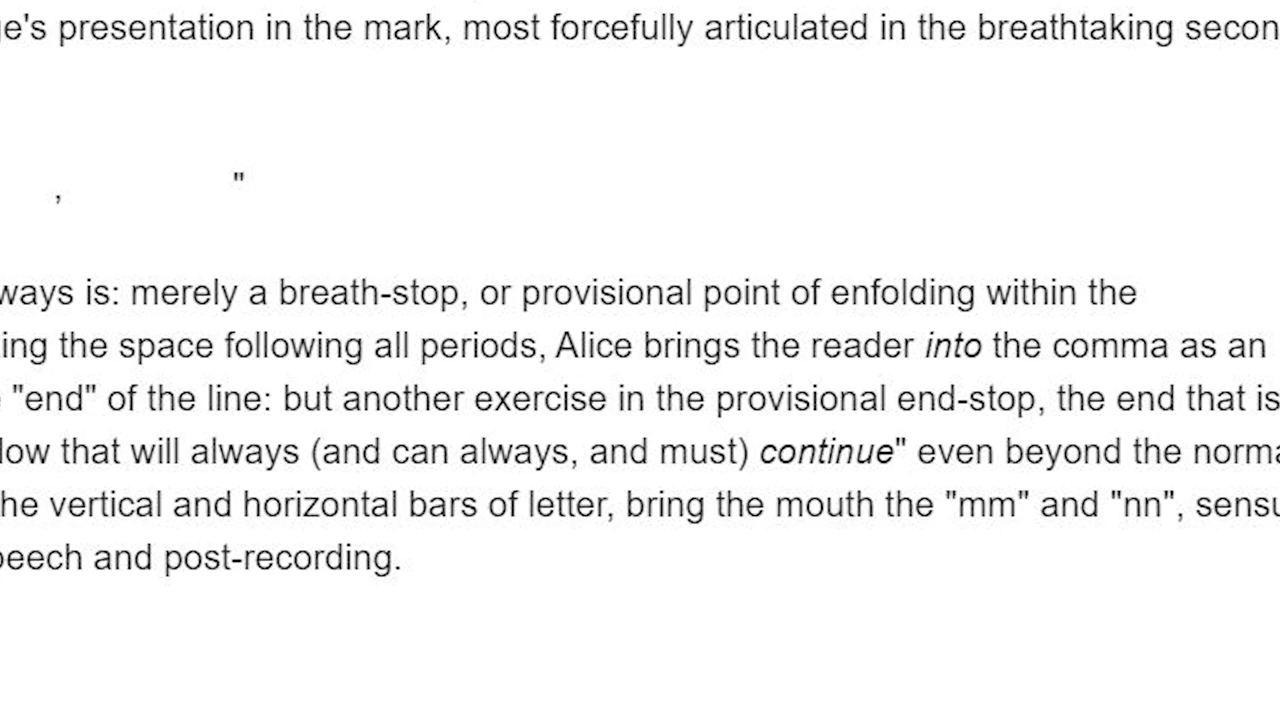 ge's presentation in the mark, most forcefully articulated in the breathtaking secon
, "
ways is: merely a breath-stop, or provisional point of enfolding within the
ing the space following all periods, Alice brings the reader into the comma as an
"end" of the line: but another exercise in the provisional end-stop, the end that is
low that will always (and can always, and must) continue" even beyond the norma
he vertical and horizontal bars of letter, bring the mouth the "mm" and "nn", sensu
peech and post-recording.